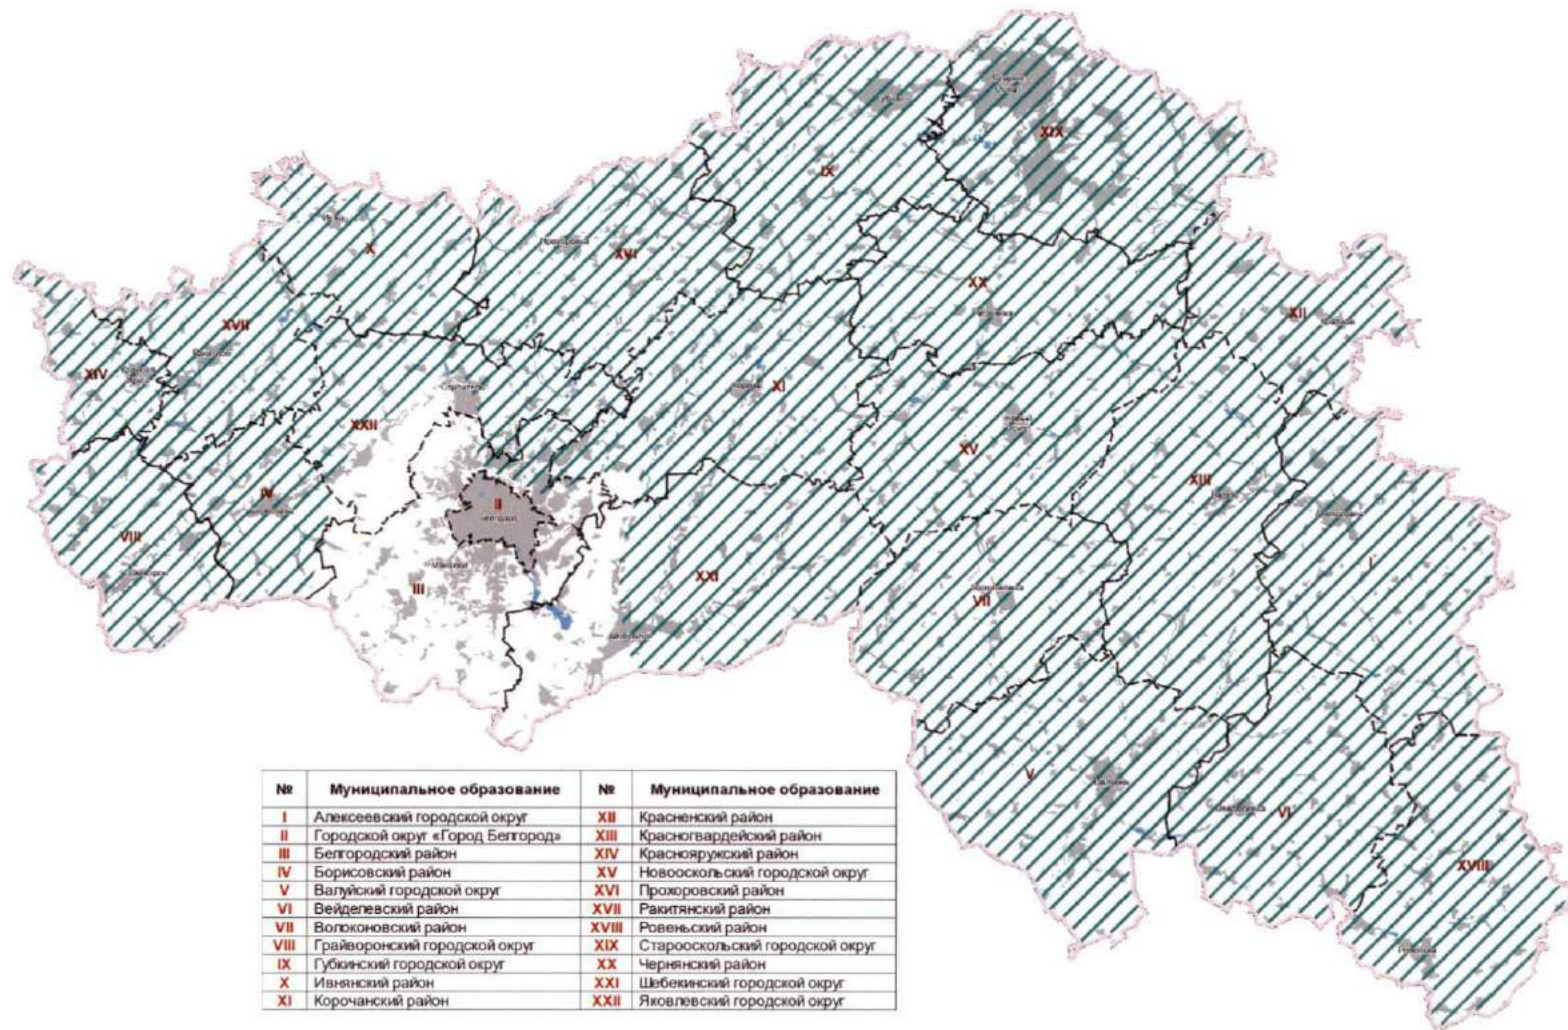 Губкин
XIX
IX
X
Прохоровка
XVI
XX
Чернянка
XII
XVII
XIV
XI
XXII
XV
XIII
IV
II
VIII
III
XXI
VII
I
V
VI
XVIII
№ Муниципальное образование № Муниципальное образование
I Алексеевский городской округ XII Красненский район
II Городской округ «Город Белгород» XIII Красногвардейский район
III Белгородский район XIV Краснояружский район
IV Борисовский район XV Новооскольский городской округ
V Валуйский городской округ XVI Прохоровский район
VI Вейделевский район XVII Ракитянский район
VII Волоконовский район XVIII Ровеньский район
VIII Грайворонский городской округ XIX Старооскольский городской округ
IX Губкинский городской округ XX Чернянский район
X Ивнянский район XXI Шебекинский городской округ
XI Корочанский район XXII Яковлевский городской округ